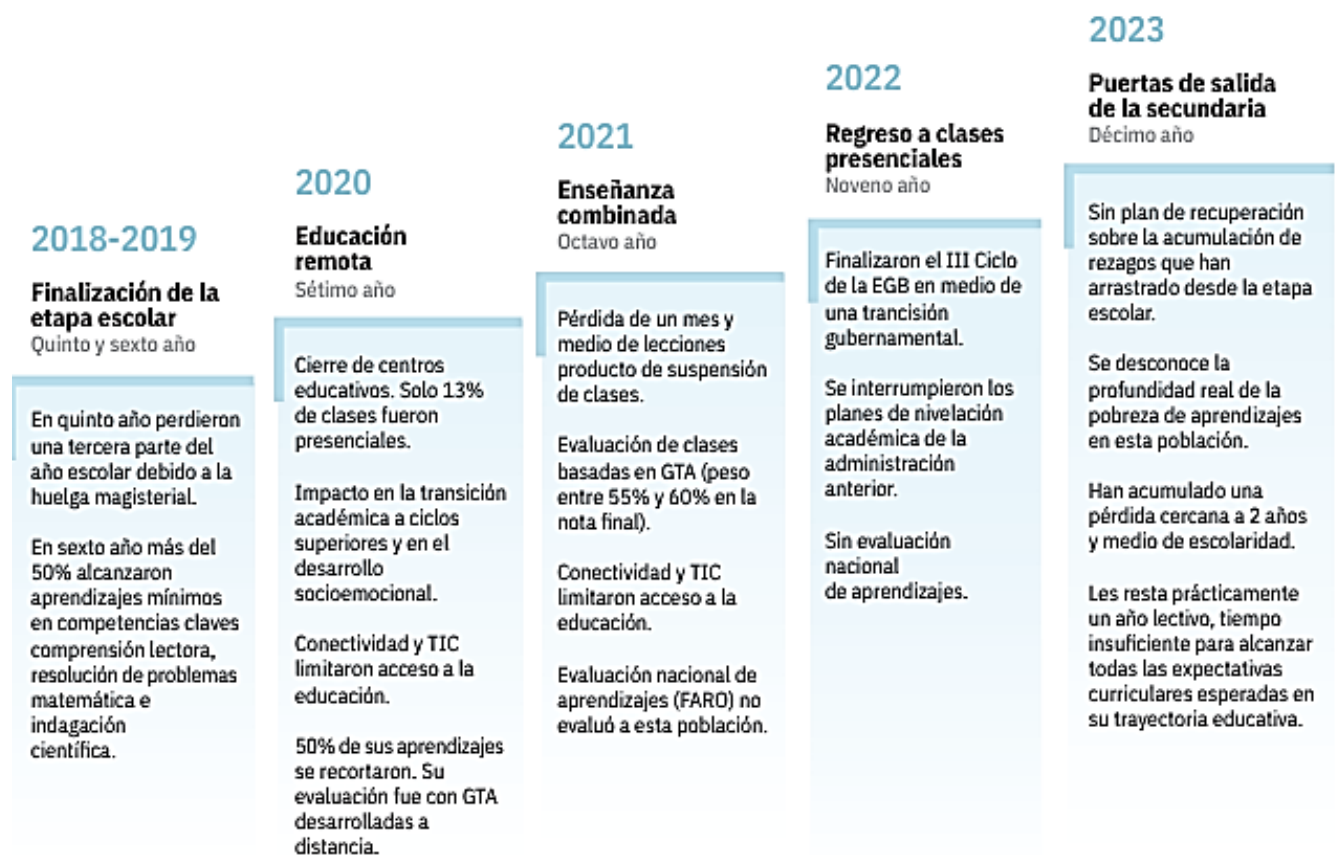 2018-2019
Finalización de la
etapa escolar
Quinto y sexto año
En quinto año perdieron
una tercera parte del
año escolar debido a la
huelga magisterial.
En sexto año más del
50% alcanzaron
aprendizajes mínimos
en competencias claves
comprensión lectora,
resolución de problemas
matemática e
indagación
científica.
2020
Educación
remota
Sétimo año
Cierre de centros
educativos. Solo 13%
de clases fueron
presenciales.
Impacto en la transición
académica a ciclos
superiores y en el
desarrollo
socioemocional.
Conectividad y TIC
limitaron acceso a la
educación.
50% de sus aprendizajes
se recortaron. Su
evaluación fue con GTA
desarrolladas a
distancia.
2021
Enseñanza
combinada
Octavo año
Pérdida de un mes y
medio de lecciones
producto de suspensión
de clases.
Evaluación de clases
basadas en GTA (peso
entre 55% y 60% en la
nota final).
Conectividad y TIC
limitaron acceso a la
educación.
Evaluación nacional de
aprendizajes (FARO) no
evaluó a esta población.
2022
Regreso a clases
presenciales
Noveno año
Finalizaron el III Ciclo
de la EGB en medio de
una trancisión
gubernamental.
Se interrumpieron los
planes de nivelación
académica de la
administración
anterior.
Sin evaluación
nacional
de aprendizajes.
2023
Puertas de salida
de la secundaria
Décimo año
Sin plan de recuperación
sobre la acumulación de
rezagos que han
arrastrado desde la etapa
escolar.
Se desconoce la
profundidad real de la
pobreza de aprendizajes
en esta población.
Han acumulado una
pérdida cercana a 2 años
y medio de escolaridad.
Les resta prácticamente
un año lectivo, tiempo
insuficiente para alcanzar
todas las expectativas
curriculares esperadas en
su trayectoria educativa.